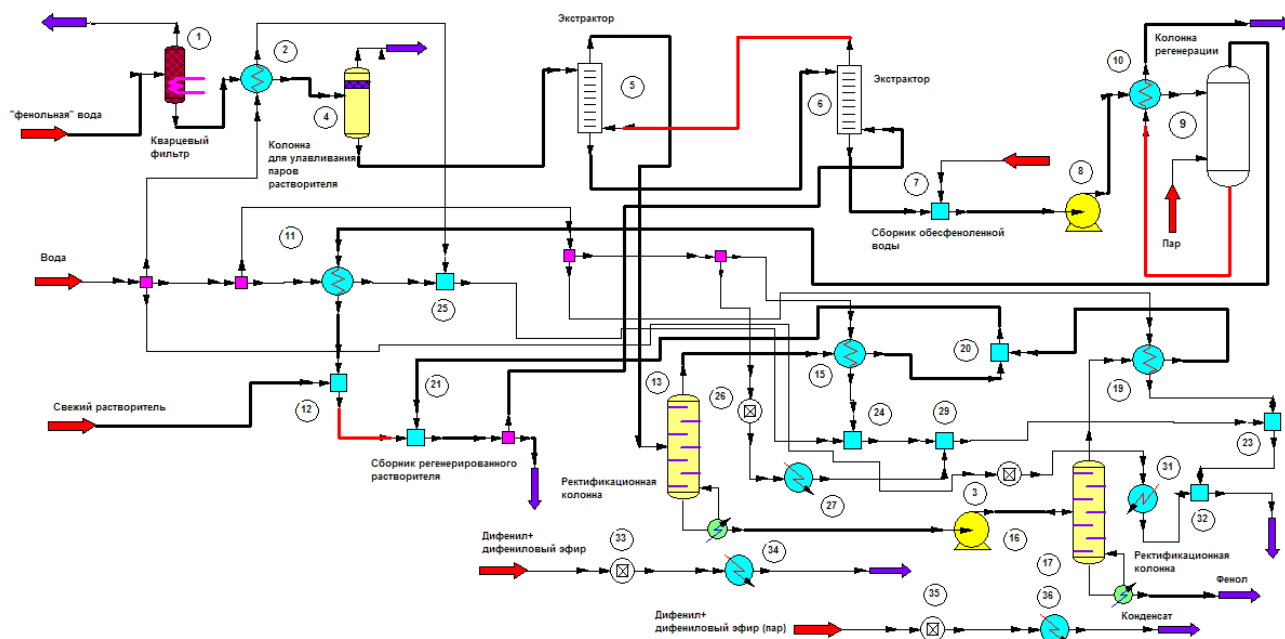 Экстрактор
Колонна
регенерации
1
2
10
Экстрактор
5
6
9
"фенольная" вода
4
Кварцевый
фильтр
Колонна
для улавливания
паров
растворителя
7
8
Сборник обесфеноленной
воды
Пар
11
Вода
25
20
13
15
19
21
26
24
29
12
Свежий растворитель
23
Сборник регенерированного
растворителя
31
Ректификационная
колонна
3
27
32
16
Дифенил+
дифениловый эфир
33
34
17
Ректификационная
колонна
Фенол
35
36
Дифенил+
дифениловый эфир (пар)
Конденсат